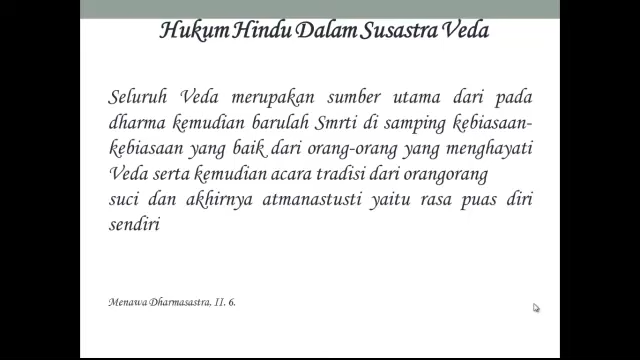 Hukum Hindu Dalam Susastra Veda
Seluruh Veda merupakan sumber utama dari pada
dharma kemudian barulah Smrti di samping kebiasaan-
kebiasaan yang baik dari orang-orang yang menghayati
Veda serta kemudian acara tradisi dari orangorang
suci dan akhirnya atmanastusti yaitu rasa puas diri
sendiri
Menawa Dharmasastra, II. 6.